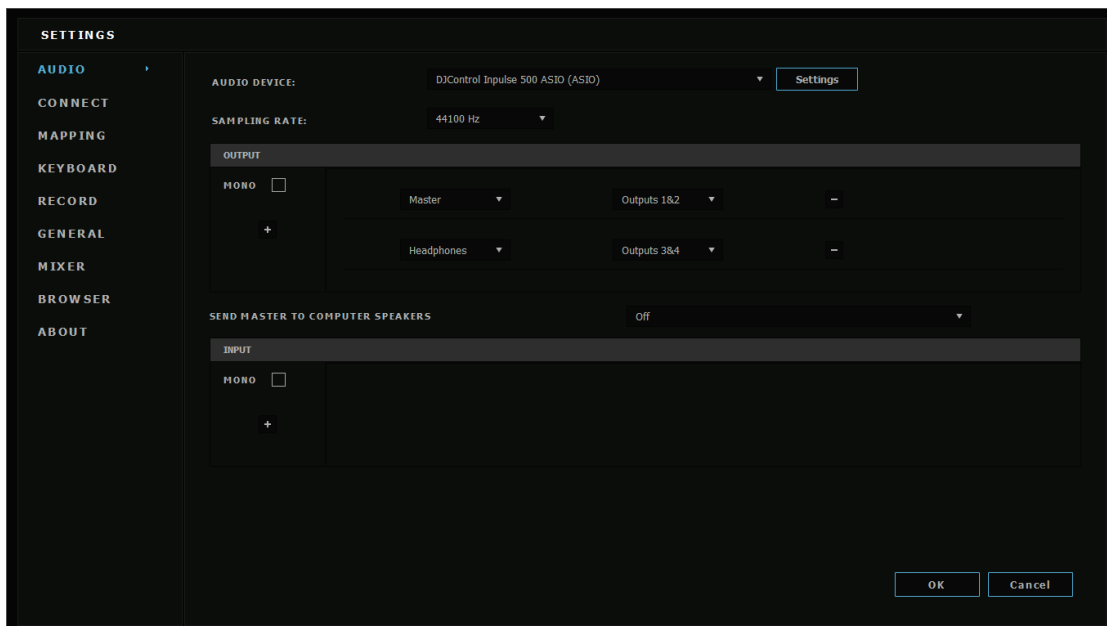 SETTINGS
AUDIO
CONNECT
MAPPING
KEYBOARD
RECORD
GENERAL
MIXER
BROWSER
ABOUT
AUDIO DEVICE: DJControl Inpulse 500 ASIO (ASIO) Settings
SAMPLING RATE: 44100 Hz
OUTPUT
MONO
+
Master Outputs 1&2 −
Headphones Outputs 3&4 −
SEND MASTER TO COMPUTER SPEAKERS Off
INPUT
MONO
+
OK Cancel